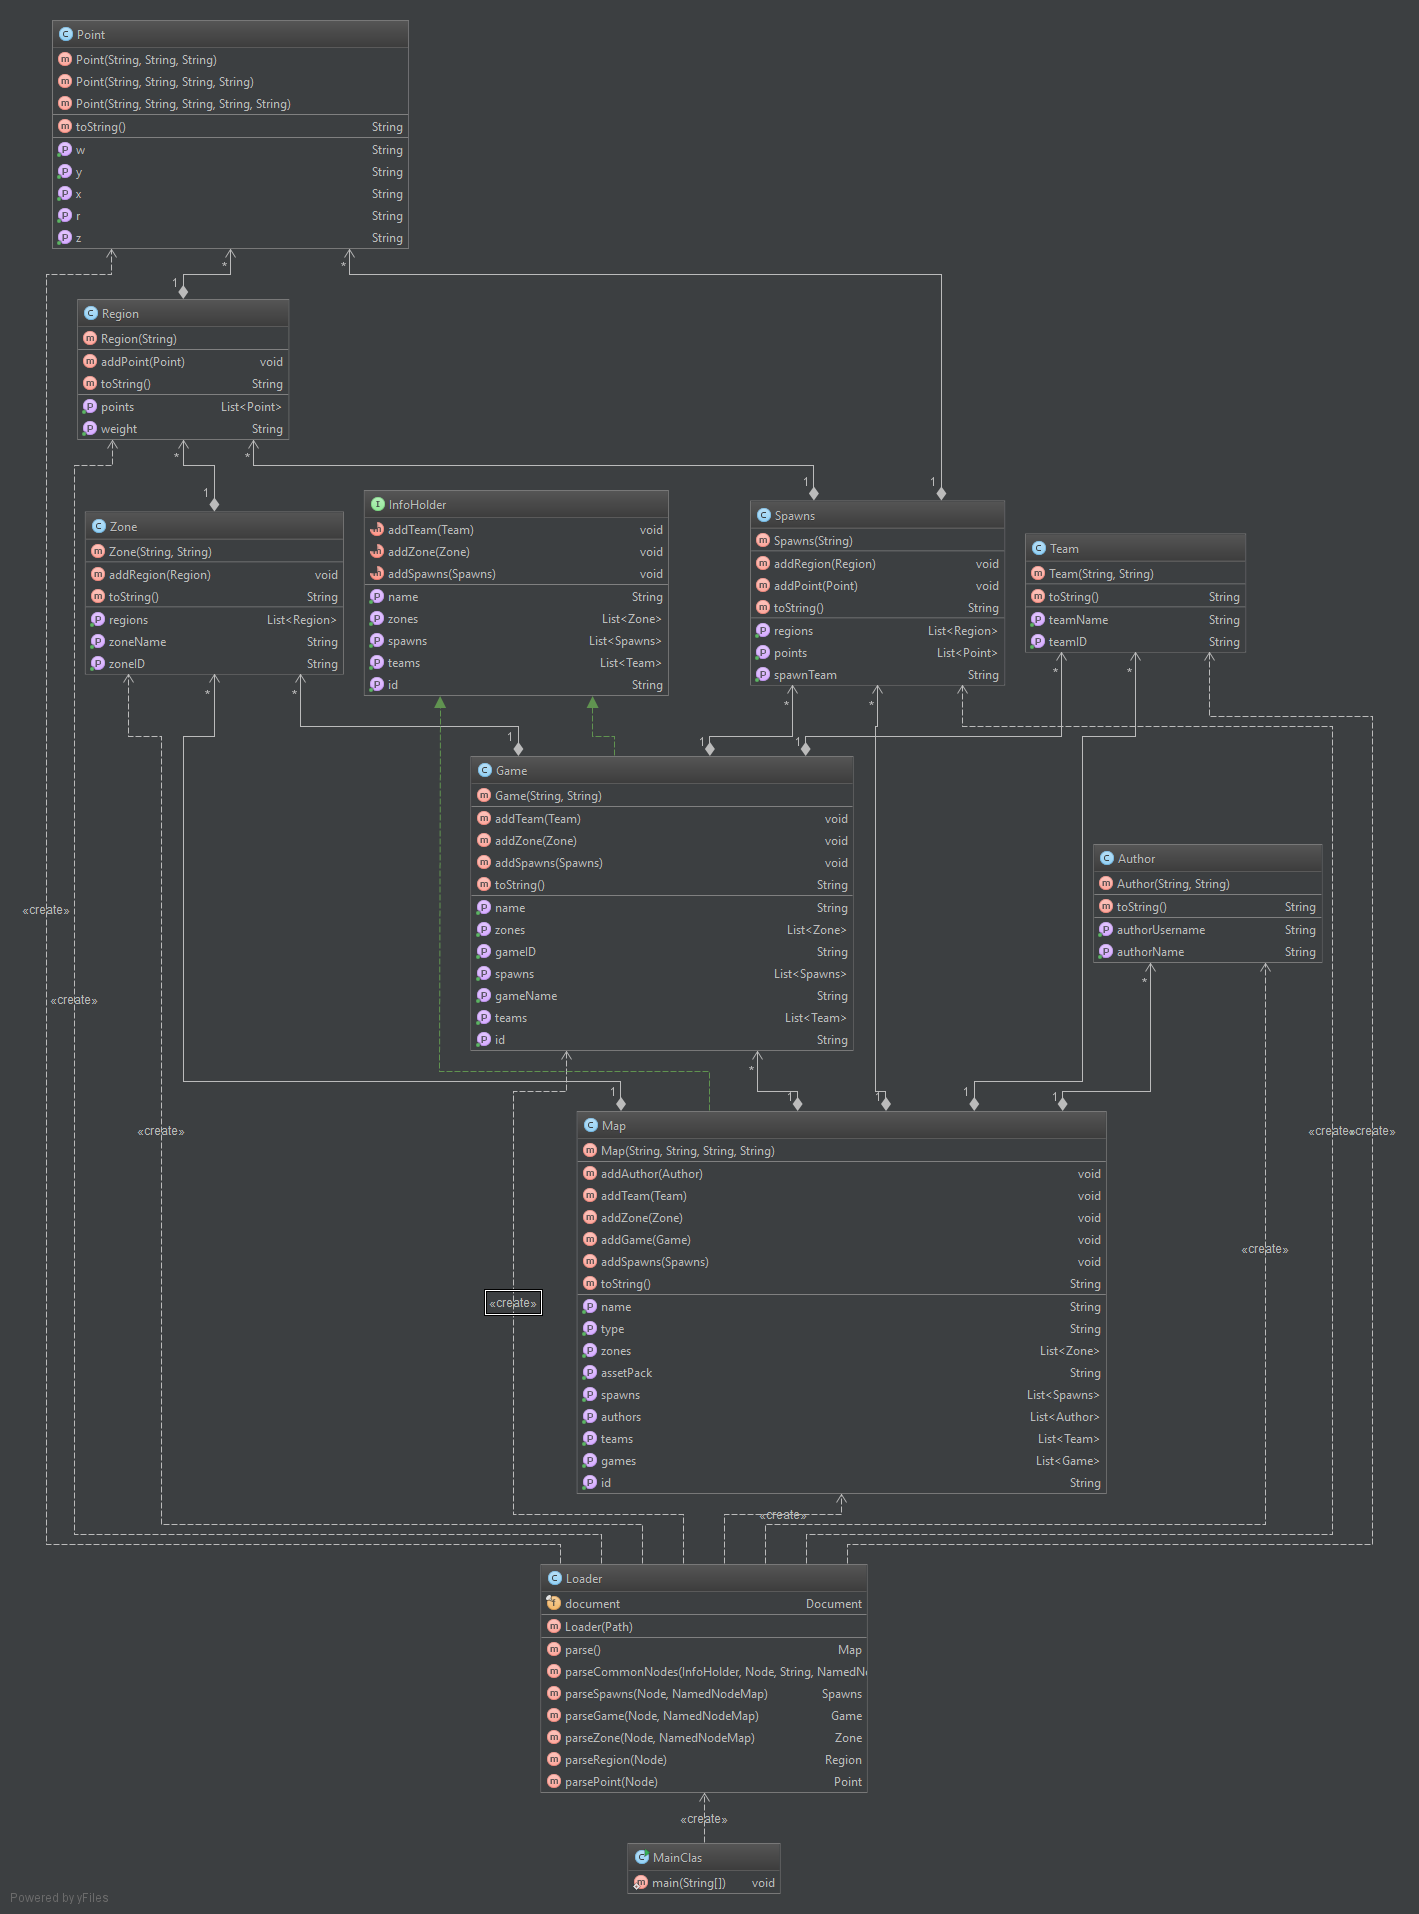 Point
Point(String, String, String)
Point(String, String, String, String)
Point(String, String, String, String, String)
toString() String
w String
y String
x String
r String
z String
* *
1
Region
Region(String)
addPoint(Point) void
toString() String
points List<Point>
weight String
* *
1 1 1
Zone
Zone(String, String)
addRegion(Region) void
toString() String
regions List<Region>
zoneName String
zoneID String
InfoHolder
addTeam(Team) void
addZone(Zone) void
addSpawns(Spawns) void
name String
zones List<Zone>
spawns List<Spawns>
teams List<Team>
id String
Spawns
Spawns(String)
addRegion(Region) void
addPoint(Point) void
toString() String
regions List<Region>
points List<Point>
spawnTeam String
Team
Team(String, String)
toString() String
teamName String
teamID String
* * * * * *
1 1 1
Game
Game(String, String)
addTeam(Team) void
addZone(Zone) void
addSpawns(Spawns) void
toString() String
name String
zones List<Zone>
gameID String
spawns List<Spawns>
gameName String
teams List<Team>
id String
Author
Author(String, String)
toString() String
authorUsername String
authorName String
«create»
«create»
* *
1 1 1 1 1
Map
Map(String, String, String, String)
addAuthor(Author) void
addTeam(Team) void
addZone(Zone) void
addGame(Game) void
addSpawns(Spawns) void
toString() String
name String
type String
zones List<Zone>
assetPack String
spawns List<Spawns>
authors List<Author>
teams List<Team>
games List<Game>
id String
«create»
«create» «create»
«create»
«create»
«create»
Loader
document Document
Loader(Path)
parse() Map
parseCommonNodes(InfoHolder, Node, String, NamedNo
parseSpawns(Node, NamedNodeMap) Spawns
parseGame(Node, NamedNodeMap) Game
parseZone(Node, NamedNodeMap) Zone
parseRegion(Node) Region
parsePoint(Node) Point
«create»
MainClas
main(String[]) void
Powered by yFiles